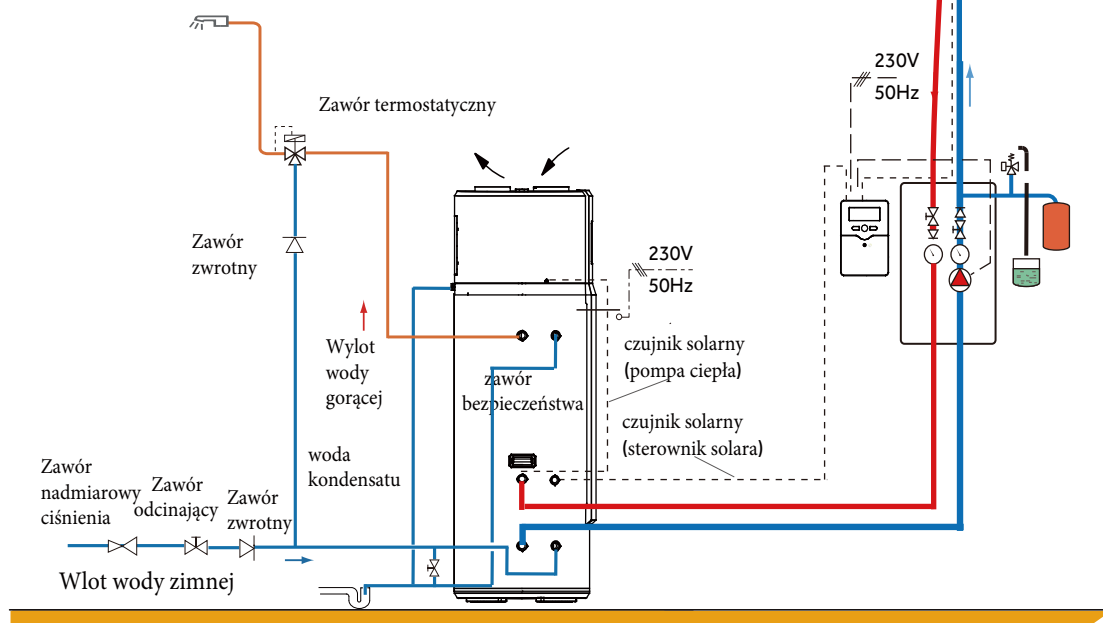 230V
50Hz
Zawór termostatyczny
Zawór
zwrotny
230V
50Hz
Wylot
wody
gorącej
czujnik solarny
(pompa ciepła)
zawór
bezpieczeństwa
czujnik solarny
(sterownik solara)
woda
kondensatu
Zawór
nadmiarowy
ciśnienia
Zawór
odcinający
Zawór
zwrotny
Wlot wody zimnej